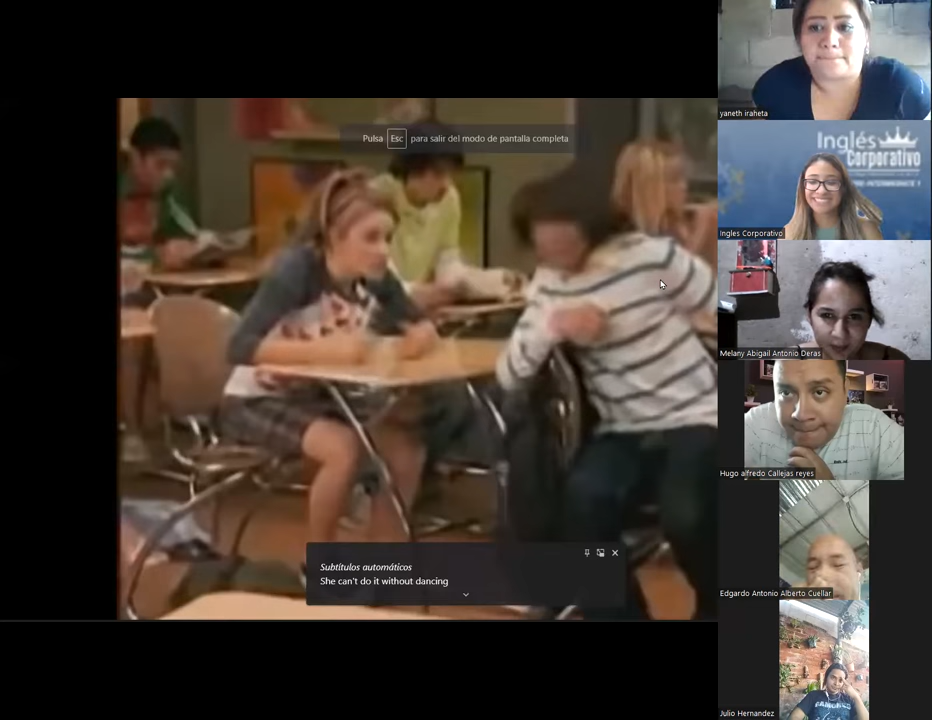 Pulsa Esc para salir del modo de pantalla completa
Subtítulos automáticos
She can't do it without dancing
yaneth iraheta
Inglés
Corporativo
Ingles Corporativo
Melany Abigail Antonio Deras
Hugo alfredo Callejas reyes
Edgardo Antonio Alberto Cuellar
Julio Hernandez